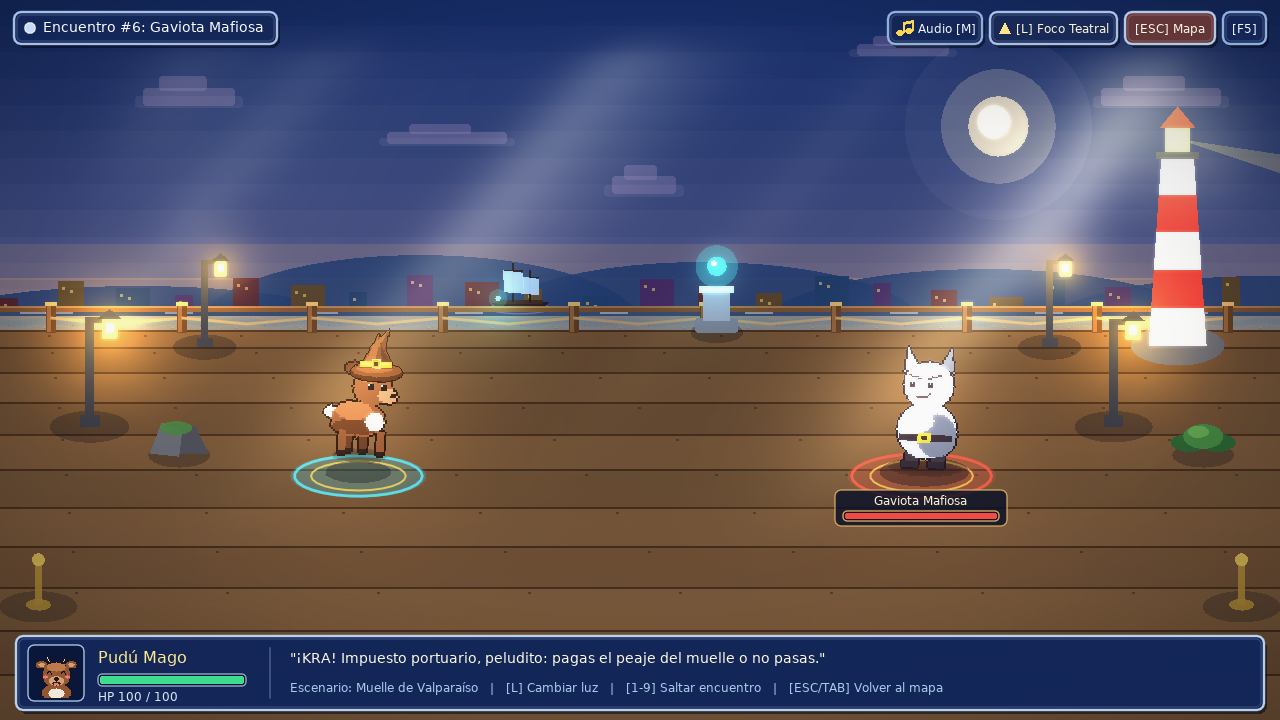 Encuentro #6: Gaviota Mafiosa
Audio [M]
[L] Foco Teatral
[ESC] Mapa
[F5]
Gaviota Mafiosa
Pudú Mago
HP 100 / 100
"¡KRA! Impuesto portuario, peludito: pagas el peaje del muelle o no pasas."
Escenario: Muelle de Valparaíso | [L] Cambiar luz | [1-9] Saltar encuentro | [ESC/TAB] Volver al mapa